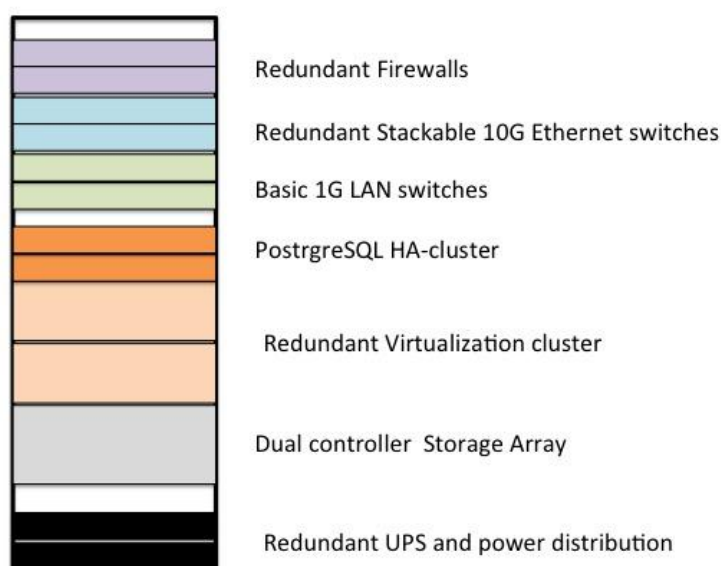 Redundant Firewalls
Redundant Stackable 10G Ethernet switches
Basic 1G LAN switches
PostrgreSQL HA-cluster
Redundant Virtualization cluster
Dual controller Storage Array
Redundant UPS and power distribution